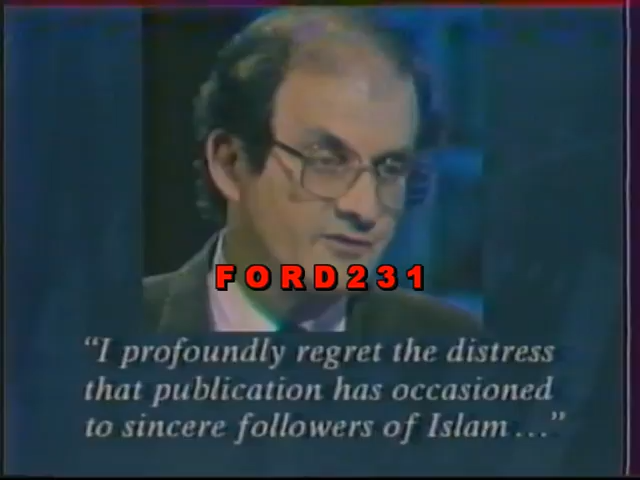 FORD231
“I profoundly regret the distress
that publication has occasioned
to sincere followers of Islam...”